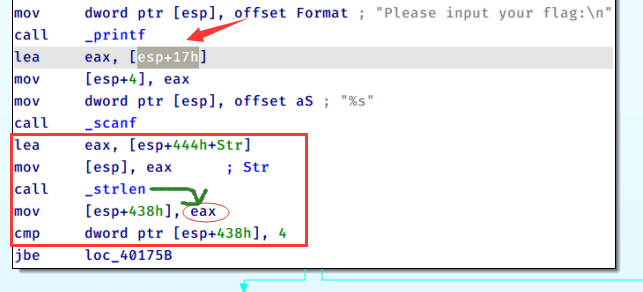 mov dword ptr [esp], offset Format ; "Please input your flag:\n"
call _printf
lea eax, [esp+17h]
mov [esp+4], eax
mov dword ptr [esp], offset aS ; "%s"
call _scanf
lea eax, [esp+444h+Str]
mov [esp], eax ; Str
call _strlen
mov [esp+438h], eax
cmp dword ptr [esp+438h], 4
jbe loc_40175B